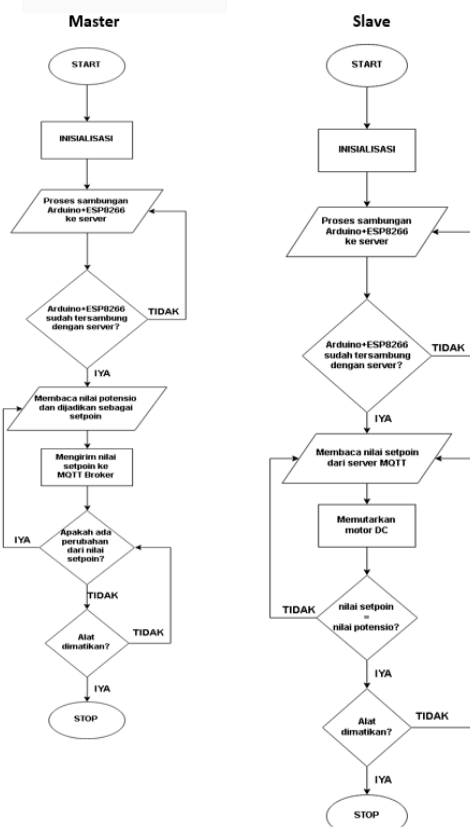 Master
START
INISIALISASI
Proses sambungan
Arduino+ESP8266
ke server
Arduino+ESP8266
sudah tersambung
dengan server?
TIDAK
IYA
Membaca nilai potensio
dan dijadikan sebagai
setpoin
Mengirim nilai
setpoin ke
MQTT Broker
Apakah ada
perubahan
dari nilai
setpoin?
IYA
TIDAK
Alat
dimatikan?
TIDAK
IYA
STOP
Slave
START
INISIALISASI
Proses sambungan
Arduino+ESP8266
ke server
Arduino+ESP8266
sudah tersambung
dengan server?
TIDAK
IYA
Membaca nilai setpoin
dari server MQTT
Memutarkan
motor DC
nilai setpoin
=
nilai potensio?
TIDAK
IYA
Alat
dimatikan?
TIDAK
IYA
STOP